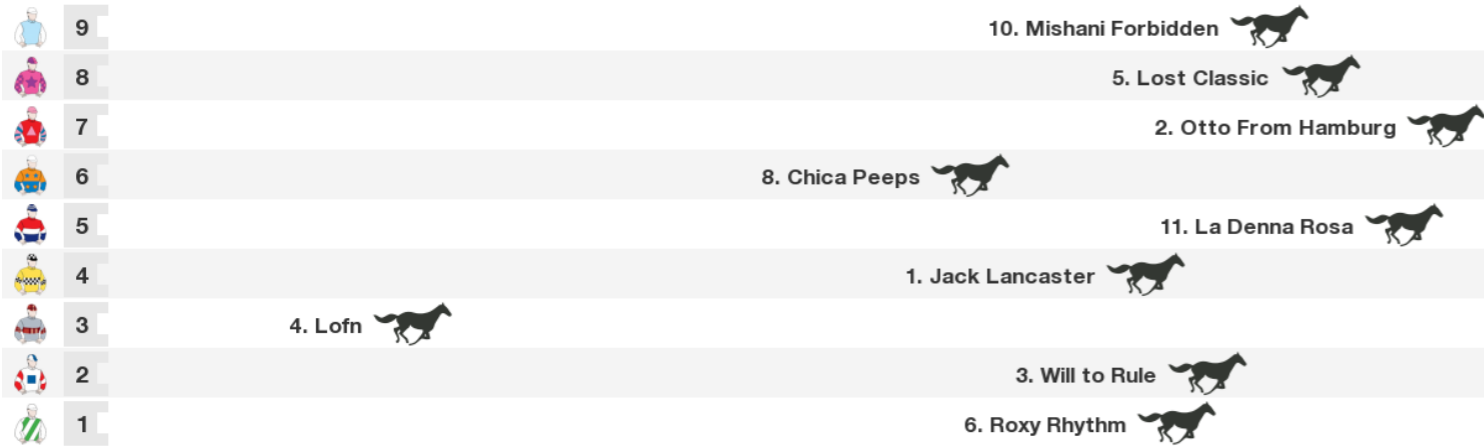 9 10. Mishani Forbidden
8 5. Lost Classic
7 2. Otto From Hamburg
6 8. Chica Peeps
5 11. La Denna Rosa
4 1. Jack Lancaster
3 4. Lofn
2 3. Will to Rule
1 6. Roxy Rhythm